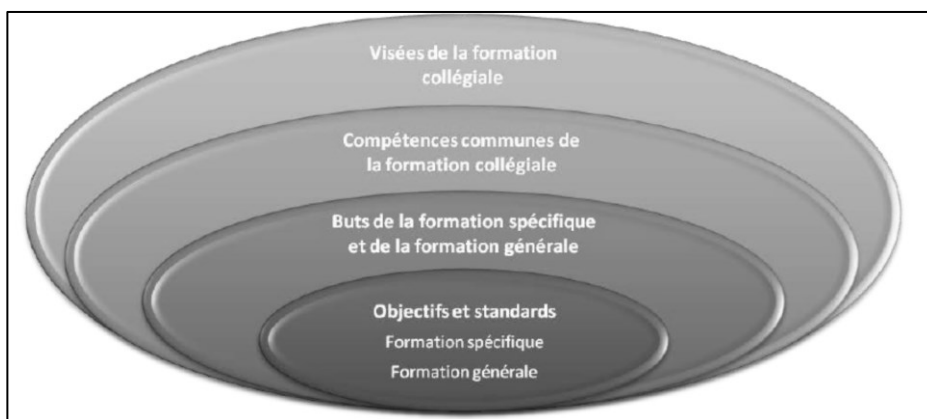 Visées de la formation
collégiale
Compétences communes de
la formation collégiale
Buts de la formation spécifique
et de la formation générale
Objectifs et standards
Formation spécifique
Formation générale